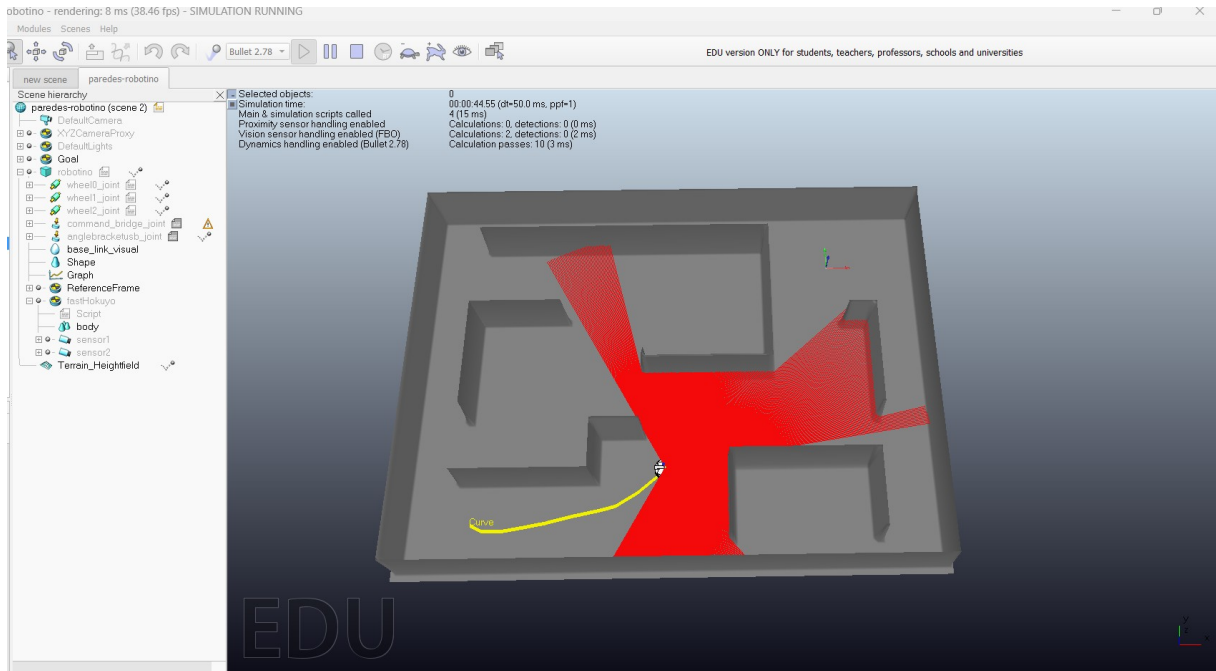 obotino - rendering: 8 ms (38.46 fps) - SIMULATION RUNNING
Modules Scenes Help
Bullet 2.78
EDU version ONLY for students, teachers, professors, schools and universities
new scene paredes-robotino
Scene hierarchy
paredes-robotino (scene 2)
DefaultCamera
XYZCameraProxy
DefaultLights
Goal
robotino
wheel0_joint
wheel1_joint
wheel2_joint
command_bridge_joint
anglebracketusb_joint
base_link_visual
Shape
Graph
ReferenceFrame
fastHokuyo
Script
body
sensor1
sensor2
Terrain_Heightfield
Selected objects: 0
Simulation time: 00:00:44.55 (dt=50.0 ms, ppf=1)
Main & simulation scripts called 4 (15 ms)
Proximity sensor handling enabled Calculations: 0, detections: 0 (0 ms)
Vision sensor handling enabled (FBO) Calculations: 2, detections: 0 (2 ms)
Dynamics handling enabled (Bullet 2.78) Calculation passes: 10 (3 ms)
Curve
EDU
y
z
x